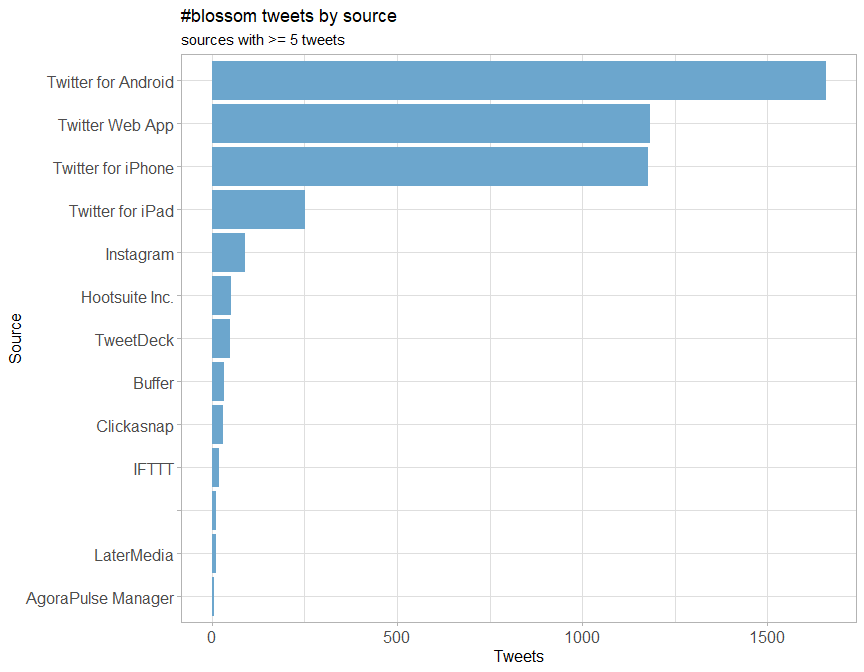 #blossom tweets by source
sources with >= 5 tweets
Source
Twitter for Android
Twitter Web App
Twitter for iPhone
Twitter for iPad
Instagram
Hootsuite Inc.
TweetDeck
Buffer
Clickasnap
IFTTT
LaterMedia
AgoraPulse Manager
0 500 1000 1500
Tweets